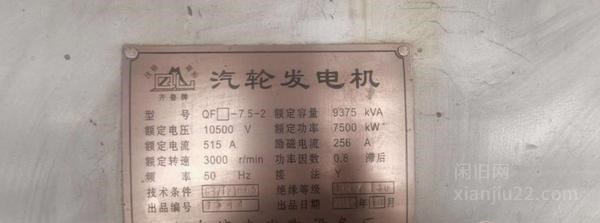 汽轮发电机
齐鲁牌
型号 QF□-7.5-2 额定容量 9375 kVA
额定电压 10500 V 额定功率 7500 kW
额定电流 515 A 励磁电流 256 A
额定转速 3000 r/min 功率因数 0.8 滞后
频率 50 Hz 接法 Y
技术条件 绝缘等级
出品编号 出品日期
闲旧网
xianjiu22.com